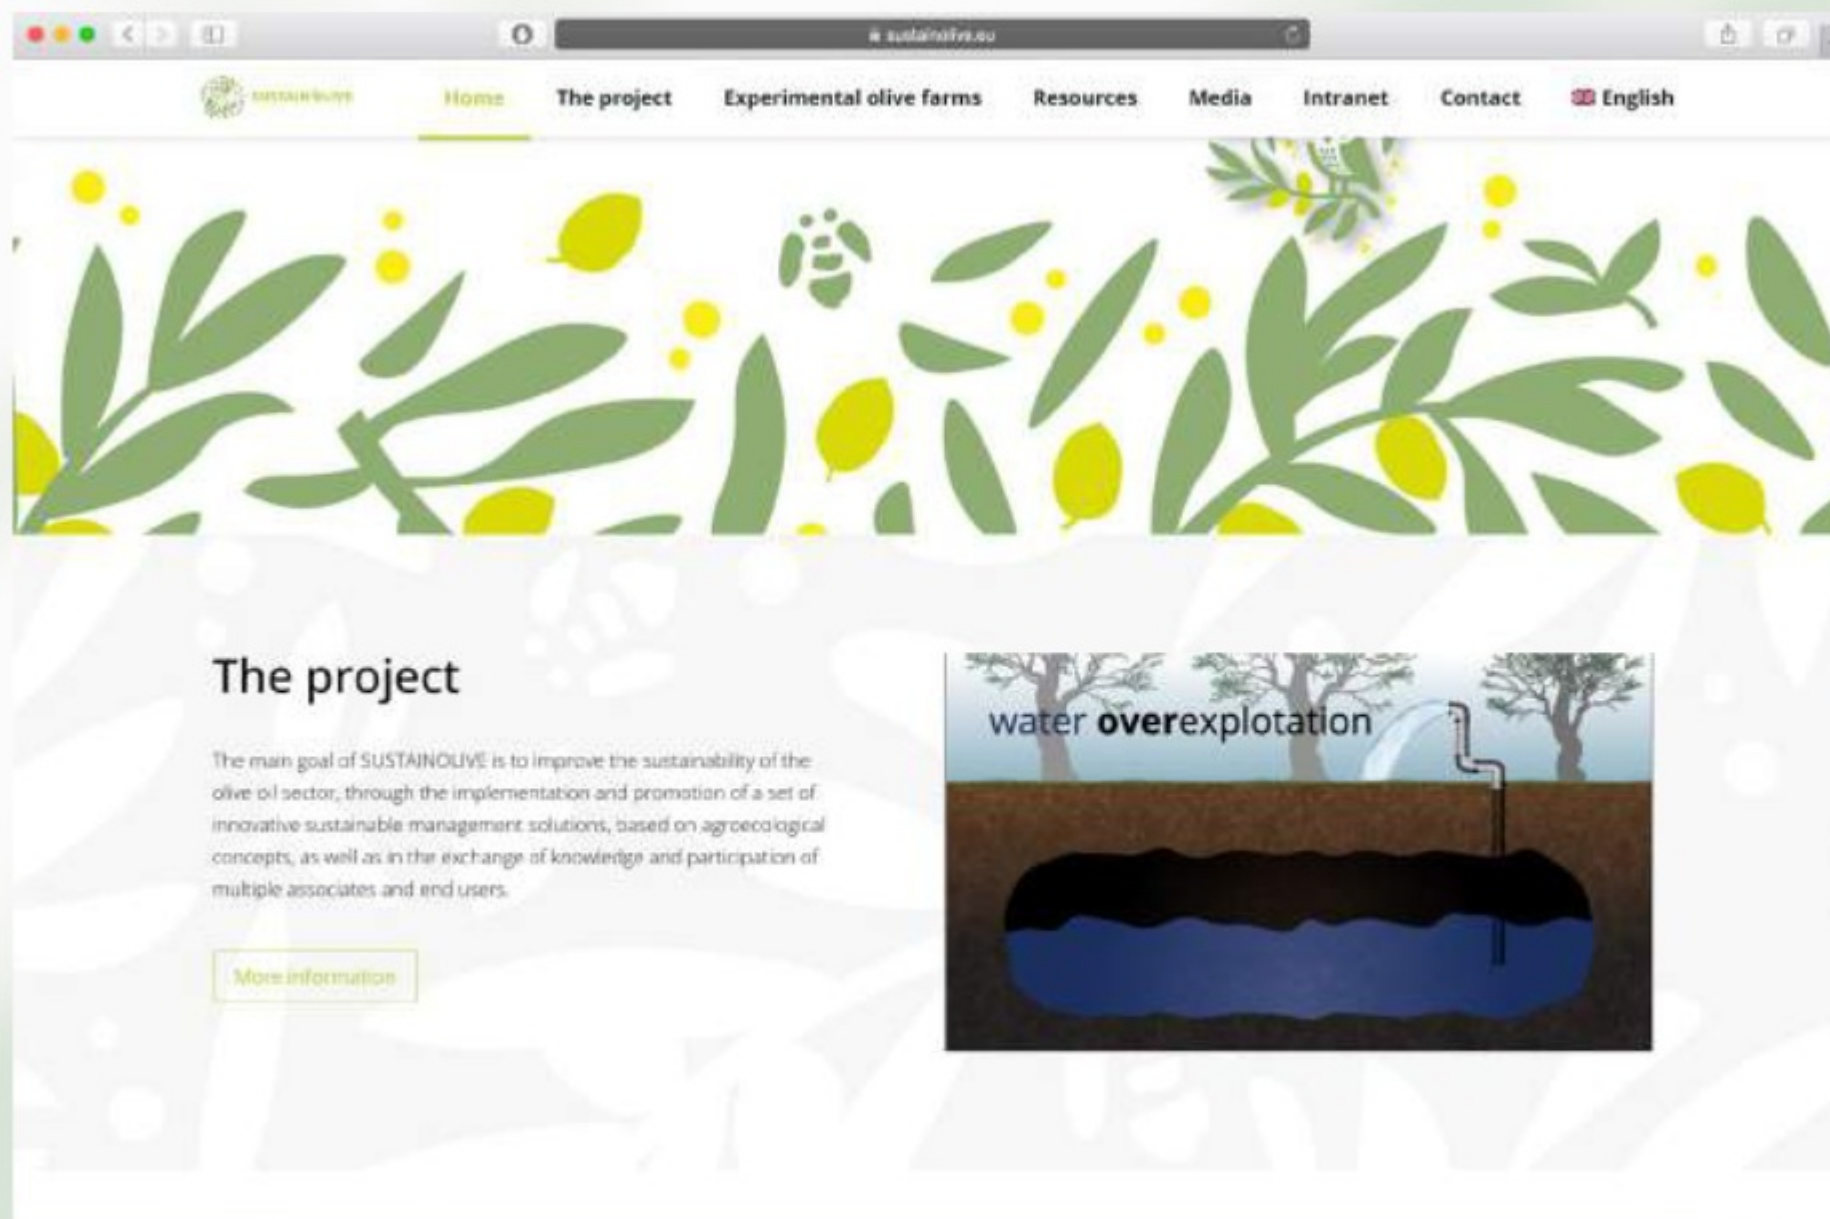 sustainolive.eu
SUSTAINOLIVE
Home
The project
Experimental olive farms
Resources
Media
Intranet
Contact
English
The project
The main goal of SUSTAINOLIVE is to improve the sustainability of the
olive oil sector, through the implementation and promotion of a set of
innovative sustainable management solutions, based on agroecological
concepts, as well as in the exchange of knowledge and participation of
multiple associates and end users.
More information
water overexplotation